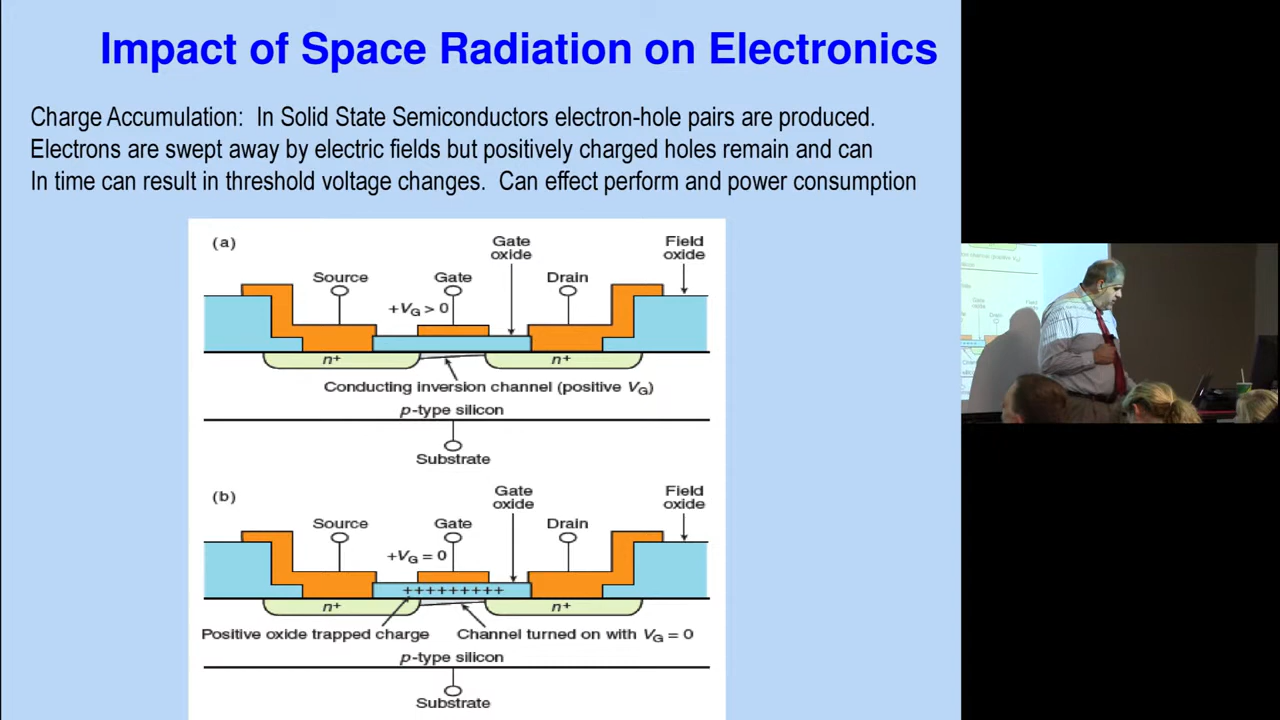 Impact of Space Radiation on Electronics
Charge Accumulation: In Solid State Semiconductors electron-hole pairs are produced.
Electrons are swept away by electric fields but positively charged holes remain and can
In time can result in threshold voltage changes. Can effect perform and power consumption
(a)
Gate
oxide
Field
oxide
Source
Gate
Drain
+VG > 0
n+
n+
Conducting inversion channel (positive VG)
p-type silicon
Substrate
(b)
Gate
oxide
Field
oxide
Source
Gate
Drain
+VG = 0
+++++++++
n+
n+
Positive oxide trapped charge
Channel turned on with VG = 0
p-type silicon
Substrate